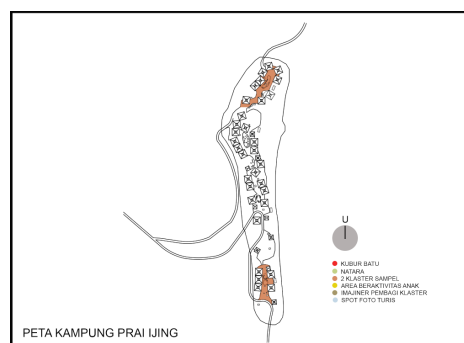 U
KUBUR BATU
NATARA
2 KLASTER SAMPEL
AREA BERAKTIVITAS ANAK
IMAJINER PEMBAGI KLASTER
SPOT FOTO TURIS
PETA KAMPUNG PRAI IJING